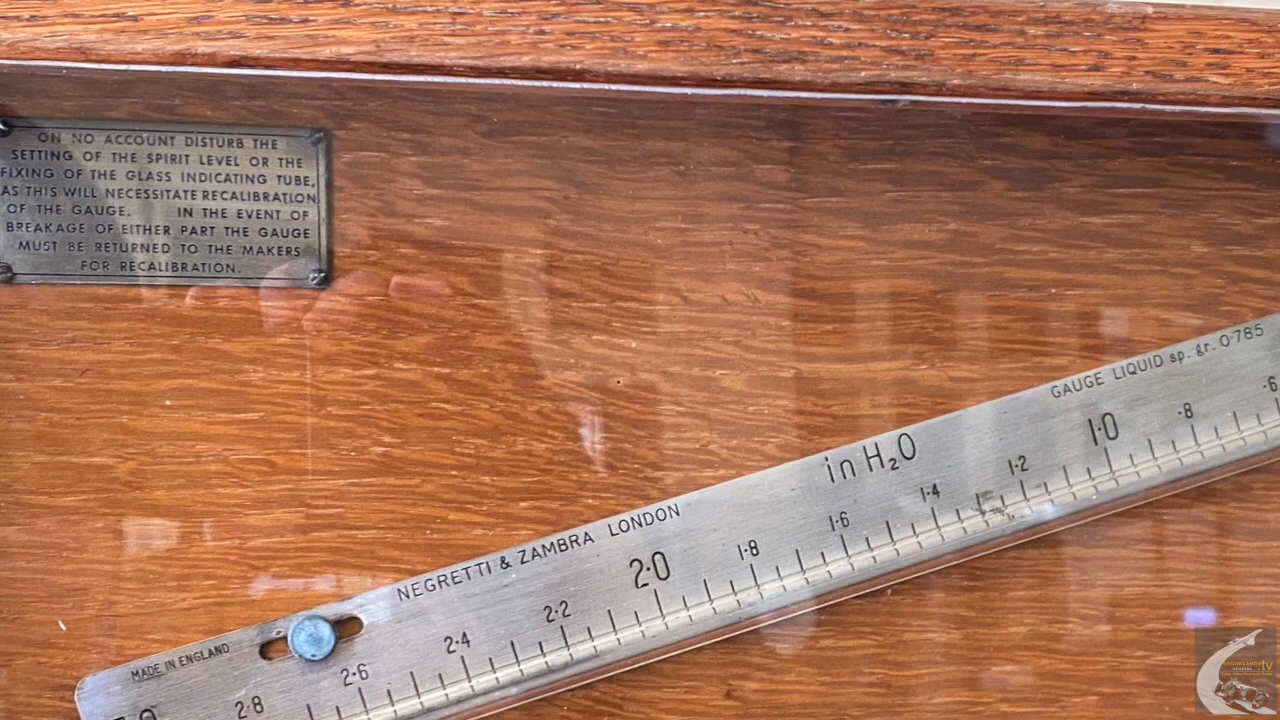 ON NO ACCOUNT DISTURB THE
SETTING OF THE SPIRIT LEVEL OR THE
FIXING OF THE GLASS INDICATING TUBE,
AS THIS WILL NECESSITATE RECALIBRATION
OF THE GAUGE. IN THE EVENT OF
BREAKAGE OF EITHER PART THE GAUGE
MUST BE RETURNED TO THE MAKERS
FOR RECALIBRATION.
GAUGE LIQUID sp. gr. 0·785
in H₂O
NEGRETTI & ZAMBRA LONDON
MADE IN ENGLAND
2·8 2·6 2·4 2·2 2·0 1·8 1·6 1·4 1·2 1·0 ·8 ·6
BROOKLANDS
.tv